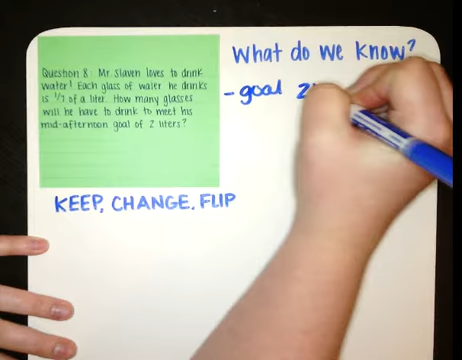 Question 8: Mr. Slaven loves to drink
water! Each glass of water he drinks
is 1/7 of a liter. How many glasses
will he have to drink to meet his
mid-afternoon goal of 2 liters?
What do we know?
- goal 2
KEEP, CHANGE, FLIP